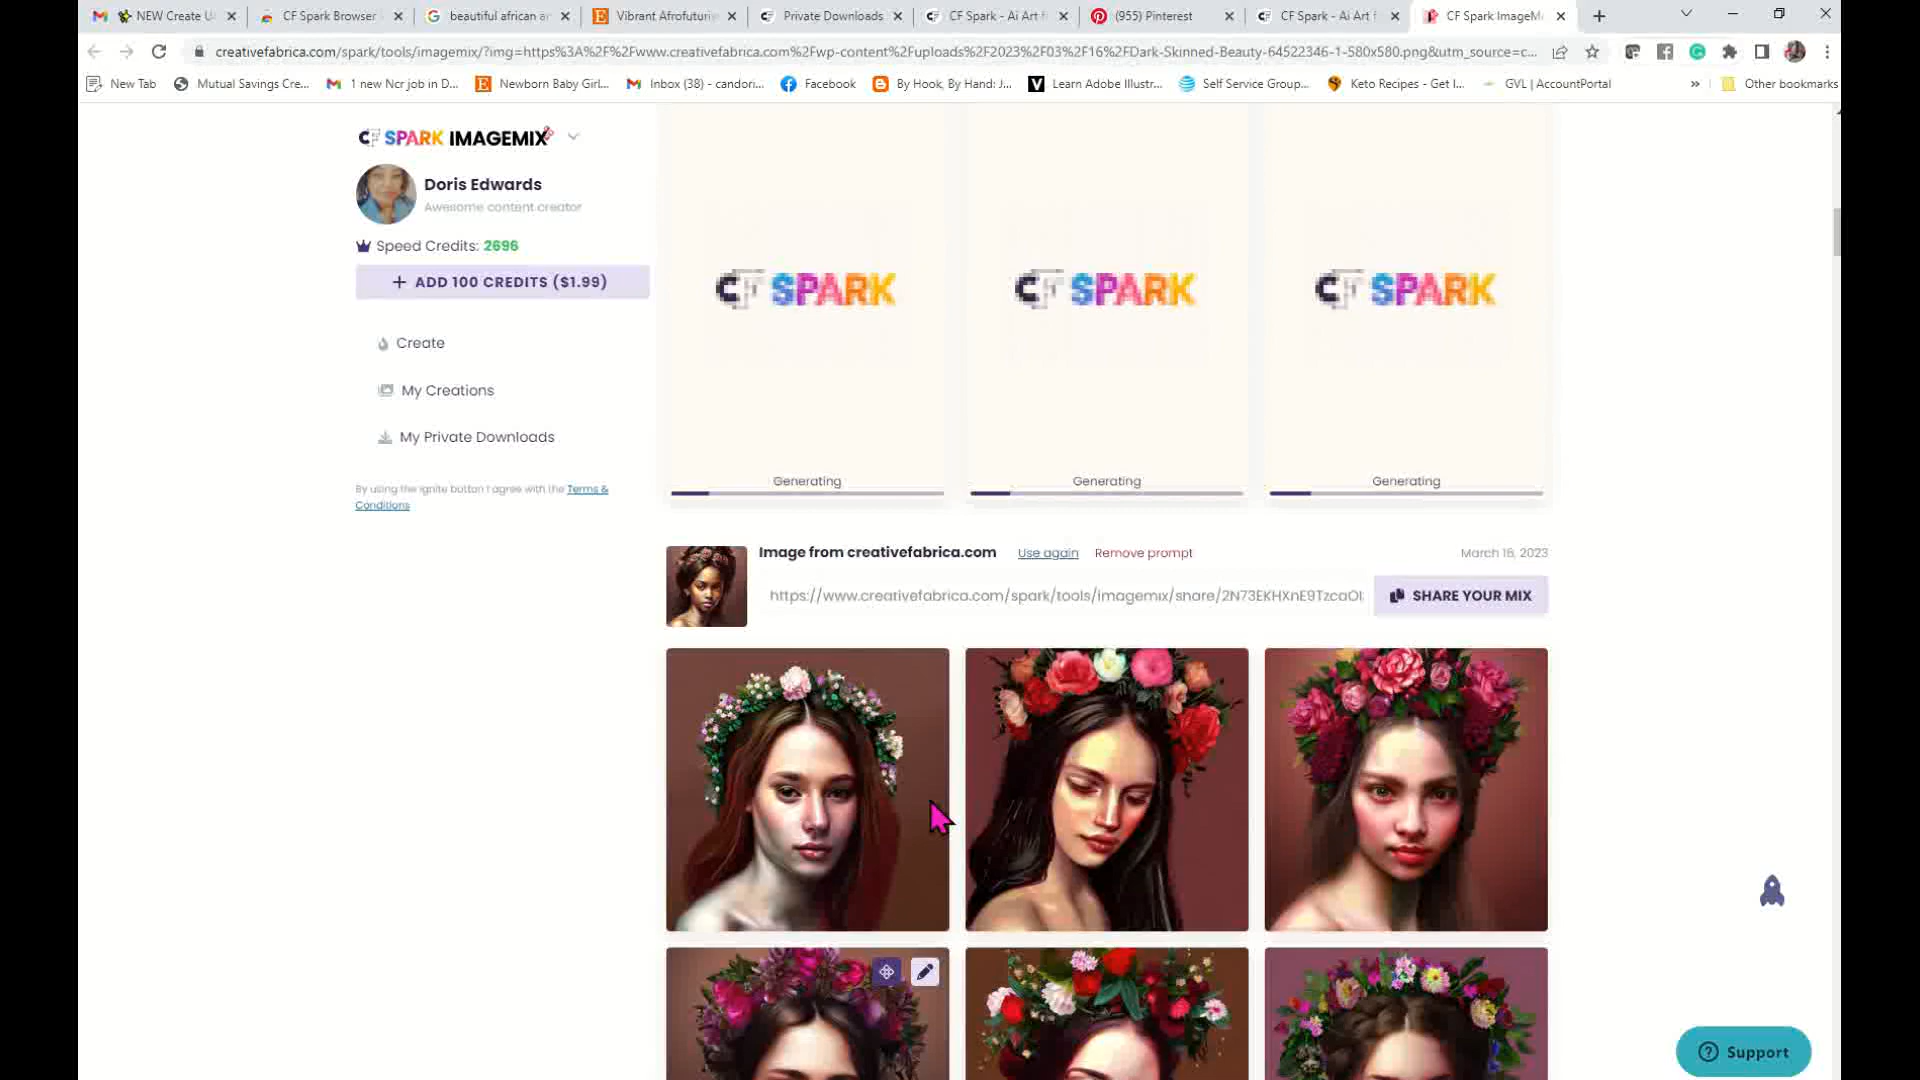 NEW Create U
CF Spark Browser
beautiful african ar
Vibrant Afrofuturis
Private Downloads
CF Spark - Ai Art f
(955) Pinterest
CF Spark - Ai Art f
CF Spark ImageM
creativefabrica.com/spark/tools/imagemix/?img=https%3A%2F%2Fwww.creativefabrica.com%2Fwp-content%2Fuploads%2F2023%2F03%2F16%2FDark-Skinned-Beauty-64522346-1-580x580.png&utm_source=c...
New Tab
Mutual Savings Cre...
1 new Ncr job in D...
Newborn Baby Girl...
Inbox (38) - candori...
Facebook
By Hook, By Hand: J...
Learn Adobe Illustr...
Self Service Group...
Keto Recipes - Get I...
GVL | AccountPortal
»
Other bookmarks
CF SPARK IMAGEMIX
Doris Edwards
Awesome content creator
Speed Credits: 2696
+ ADD 100 CREDITS ($1.99)
Create
My Creations
My Private Downloads
By using the Ignite button I agree with the Terms &
Conditions
CF SPARK
CF SPARK
CF SPARK
Generating
Generating
Generating
Image from creativefabrica.com
Use again
Remove prompt
March 16, 2023
https://www.creativefabrica.com/spark/tools/imagemix/share/2N73EKHXnE9TzcaO
SHARE YOUR MIX
Support